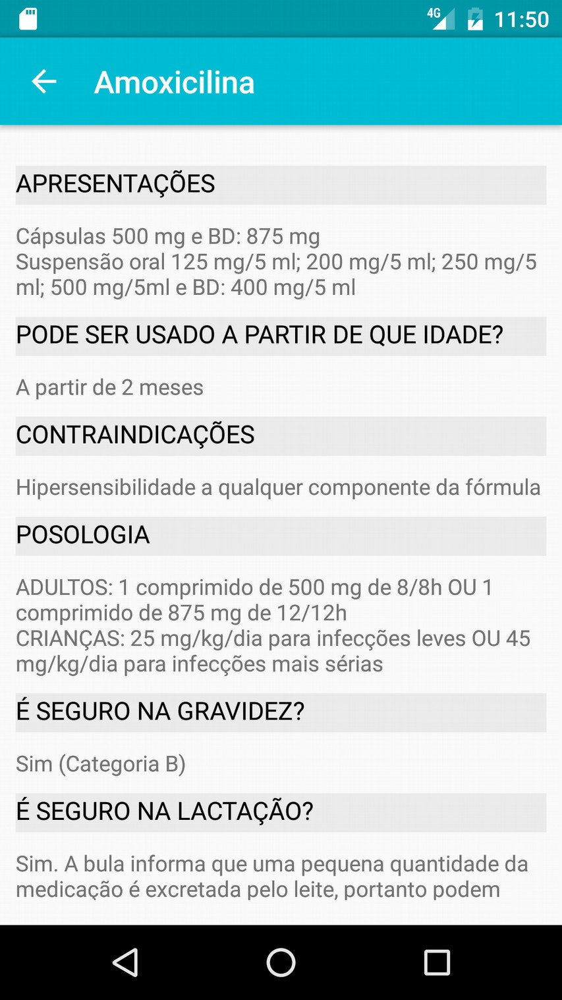 4G 11:50
Amoxicilina
APRESENTAÇÕES
Cápsulas 500 mg e BD: 875 mg
Suspensão oral 125 mg/5 ml; 200 mg/5 ml; 250 mg/5
ml; 500 mg/5ml e BD: 400 mg/5 ml
PODE SER USADO A PARTIR DE QUE IDADE?
A partir de 2 meses
CONTRAINDICAÇÕES
Hipersensibilidade a qualquer componente da fórmula
POSOLOGIA
ADULTOS: 1 comprimido de 500 mg de 8/8h OU 1
comprimido de 875 mg de 12/12h
CRIANÇAS: 25 mg/kg/dia para infecções leves OU 45
mg/kg/dia para infecções mais sérias
É SEGURO NA GRAVIDEZ?
Sim (Categoria B)
É SEGURO NA LACTAÇÃO?
Sim. A bula informa que uma pequena quantidade da
medicação é excretada pelo leite, portanto podem